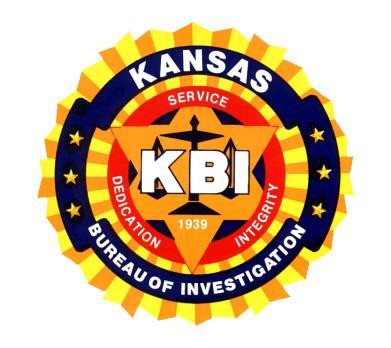 KANSAS
SERVICE
KBI
DEDICATION
1939
INTEGRITY
BUREAU OF INVESTIGATION